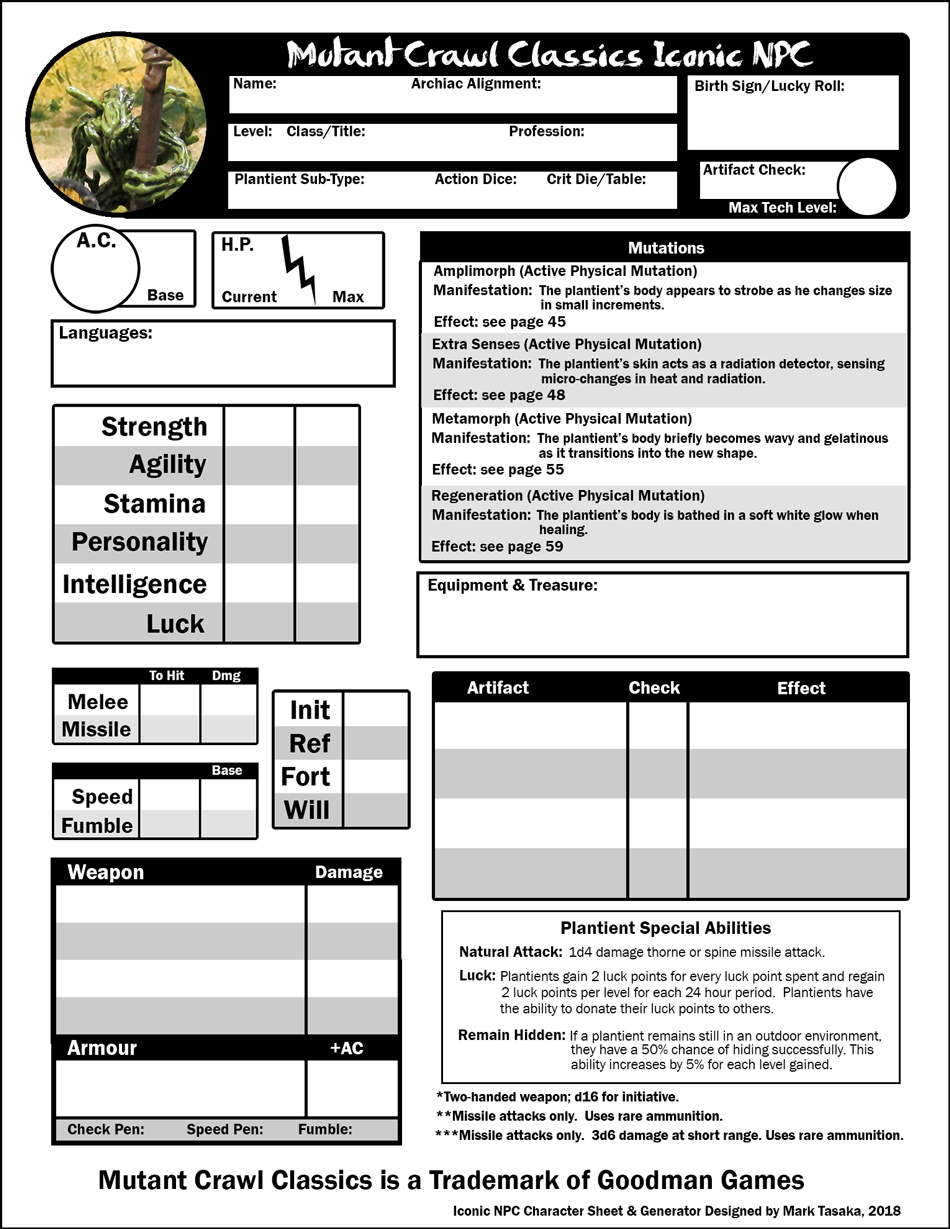 Mutant Crawl Classics Iconic NPC
Name: Archiac Alignment:
Birth Sign/Lucky Roll:
Level: Class/Title: Profession:
Plantient Sub-Type: Action Dice: Crit Die/Table:
Artifact Check:
Max Tech Level:
A.C.
Base
H.P.
Current Max
Languages:
Strength
Agility
Stamina
Personality
Intelligence
Luck
To Hit Dmg
Melee
Missile
Base
Speed
Fumble
Init
Ref
Fort
Will
Weapon Damage
Armour +AC
Check Pen: Speed Pen: Fumble:
Mutations
Amplimorph (Active Physical Mutation)
Manifestation: The plantient's body appears to strobe as he changes size
in small increments.
Effect: see page 45
Extra Senses (Active Physical Mutation)
Manifestation: The plantient's skin acts as a radiation detector, sensing
micro-changes in heat and radiation.
Effect: see page 48
Metamorph (Active Physical Mutation)
Manifestation: The plantient's body briefly becomes wavy and gelatinous
as it transitions into the new shape.
Effect: see page 55
Regeneration (Active Physical Mutation)
Manifestation: The plantient's body is bathed in a soft white glow when
healing.
Effect: see page 59
Equipment & Treasure:
Artifact Check Effect
Plantient Special Abilities
Natural Attack: 1d4 damage thorne or spine missile attack.
Luck: Plantients gain 2 luck points for every luck point spent and regain
2 luck points per level for each 24 hour period. Plantients have
the ability to donate their luck points to others.
Remain Hidden: If a plantient remains still in an outdoor environment,
they have a 50% chance of hiding successfully. This
ability increases by 5% for each level gained.
*Two-handed weapon; d16 for initiative.
**Missile attacks only. Uses rare ammunition.
***Missile attacks only. 3d6 damage at short range. Uses rare ammunition.
Mutant Crawl Classics is a Trademark of Goodman Games
Iconic NPC Character Sheet & Generator Designed by Mark Tasaka, 2018